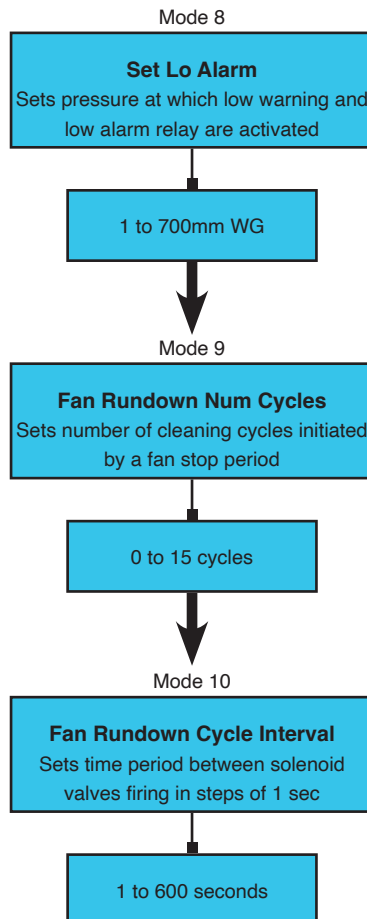 Mode 8
Set Lo Alarm
Sets pressure at which low warning and
low alarm relay are activated
1 to 700mm WG
Mode 9
Fan Rundown Num Cycles
Sets number of cleaning cycles initiated
by a fan stop period
0 to 15 cycles
Mode 10
Fan Rundown Cycle Interval
Sets time period between solenoid
valves firing in steps of 1 sec
1 to 600 seconds